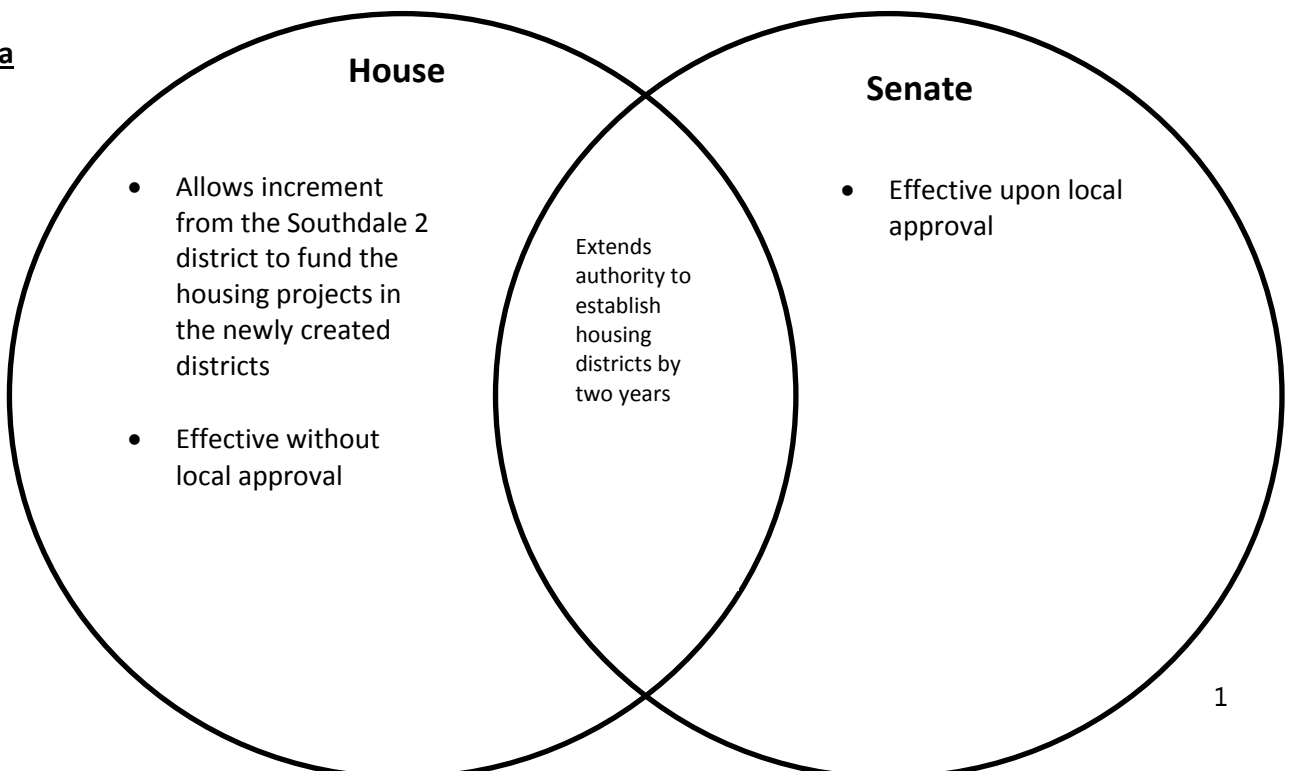 a
House
Senate
• Allows increment
from the Southdale 2
district to fund the
housing projects in
the newly created
districts
• Effective without
local approval
Extends
authority to
establish
housing
districts by
two years
• Effective upon local
approval
1